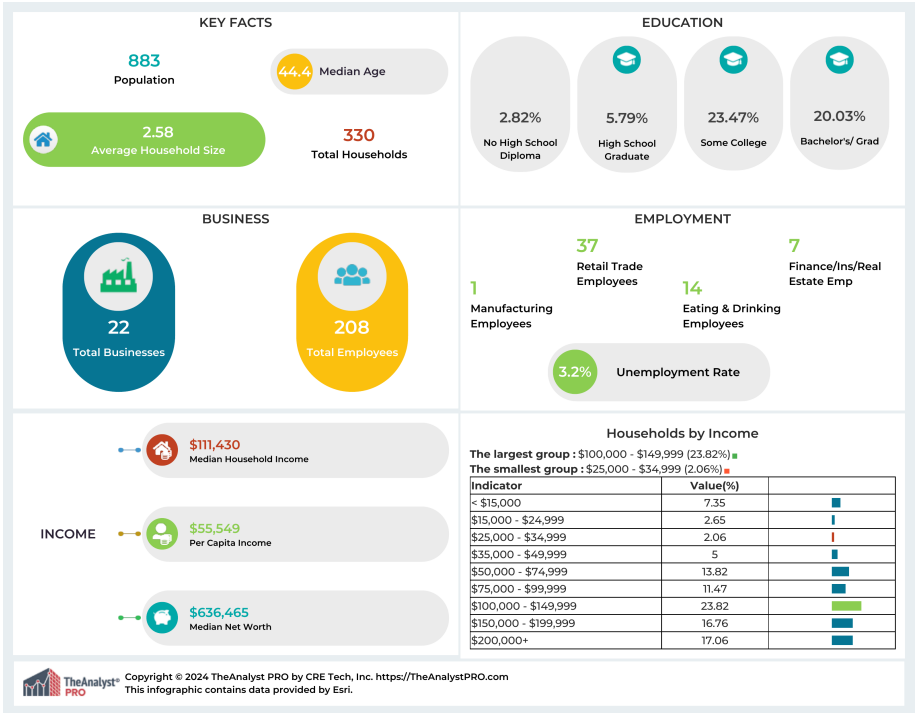 KEY FACTS
883
Population
44.4 Median Age
2.58
Average Household Size
330
Total Households
EDUCATION
2.82%
No High School
Diploma
5.79%
High School
Graduate
23.47%
Some College
20.03%
Bachelor's/ Grad
BUSINESS
22
Total Businesses
208
Total Employees
EMPLOYMENT
1
Manufacturing
Employees
37
Retail Trade
Employees
14
Eating & Drinking
Employees
7
Finance/Ins/Real
Estate Emp
3.2% Unemployment Rate
INCOME
$111,430
Median Household Income
$55,549
Per Capita Income
$636,465
Median Net Worth
Households by Income
The largest group : $100,000 - $149,999 (23.82%)
The smallest group : $25,000 - $34,999 (2.06%)
Indicator Value(%)
< $15,000 7.35
$15,000 - $24,999 2.65
$25,000 - $34,999 2.06
$35,000 - $49,999 5
$50,000 - $74,999 13.82
$75,000 - $99,999 11.47
$100,000 - $149,999 23.82
$150,000 - $199,999 16.76
$200,000+ 17.06
TheAnalyst®
PRO
Copyright © 2024 TheAnalyst PRO by CRE Tech, Inc. https://TheAnalystPRO.com
This infographic contains data provided by Esri.